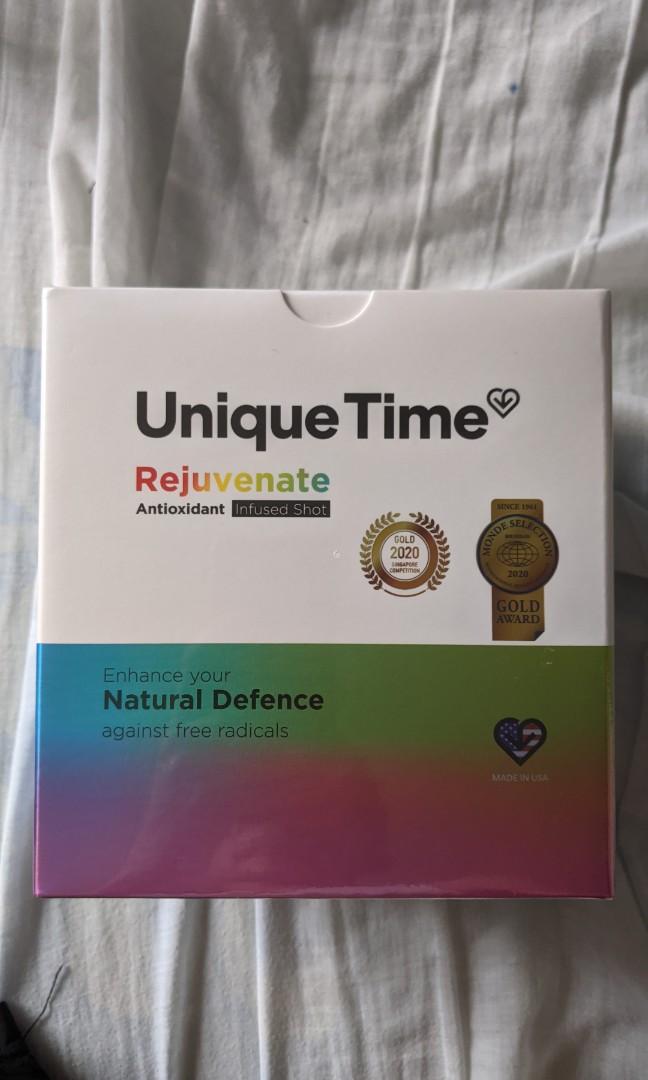 Unique Time
Rejuvenate
Antioxidant Infused Shot
GOLD
2020
SINGAPORE
COMPETITION
SINCE 1961
MONDE SELECTION
2020
GOLD
AWARD
Enhance your
Natural Defence
against free radicals
MADE IN USA